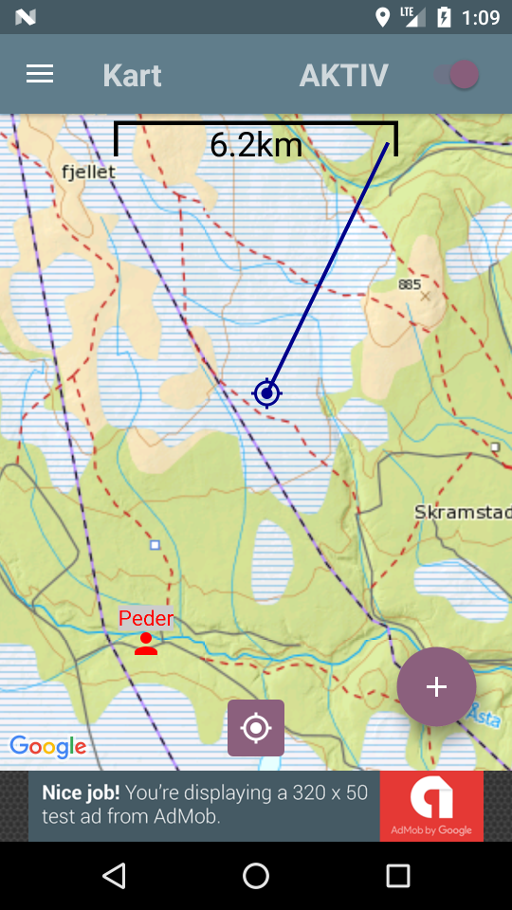 LTE 1:09
Kart AKTIV
6.2km
fjellet
885
Skramstad
Peder
+
Åsta
Google
Nice job! You're displaying a 320 x 50
test ad from AdMob.
AdMob by Google